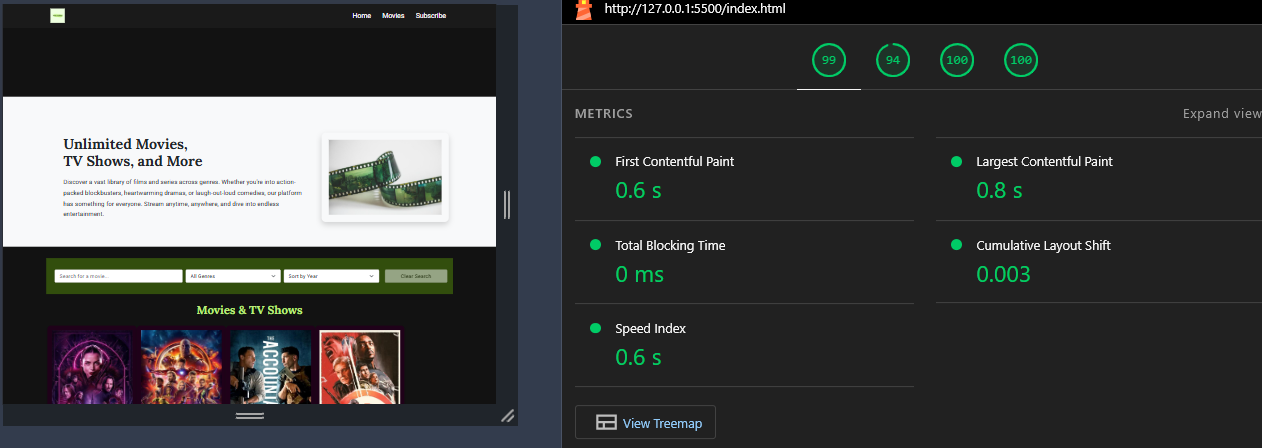 Home Movies Subscribe
Unlimited Movies,
TV Shows, and More
Discover a vast library of films and series across genres. Whether you're into action-
packed blockbusters, heartwarming dramas, or laugh-out-loud comedies, our platform
has something for everyone. Stream anytime, anywhere, and dive into endless
entertainment.
Search for a movie...
All Genres
Sort by Year
Clear Search
Movies & TV Shows
THE
ACCOUNTA
http://127.0.0.1:5500/index.html
99
94
100
100
METRICS
Expand view
First Contentful Paint
0.6 s
Largest Contentful Paint
0.8 s
Total Blocking Time
0 ms
Cumulative Layout Shift
0.003
Speed Index
0.6 s
View Treemap